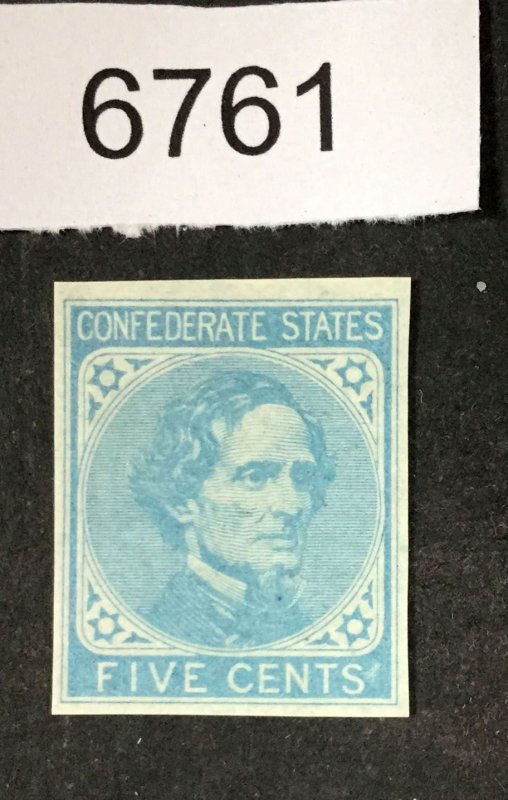 6761
CONFEDERATE STATES
FIVE CENTS